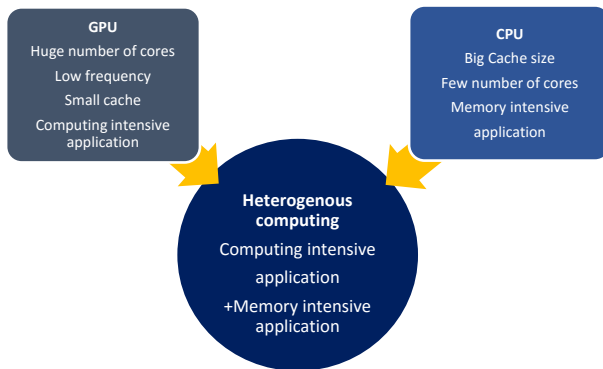 GPU
Huge number of cores
Low frequency
Small cache
Computing intensive
application
CPU
Big Cache size
Few number of cores
Memory intensive
application
Heterogenous
computing
Computing intensive
application
+Memory intensive
application